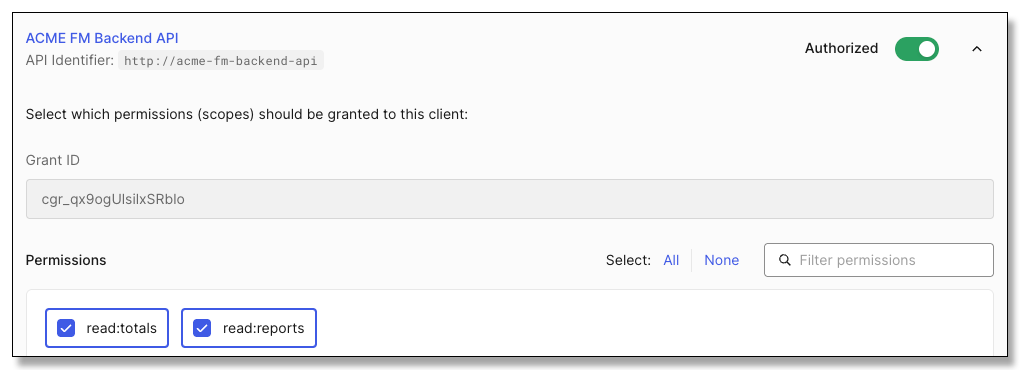 ACME FM Backend API
API Identifier: http://acme-fm-backend-api
Authorized
Select which permissions (scopes) should be granted to this client:
Grant ID
cgr_qx9ogUlsilxSRblo
Permissions
Select: All None
Filter permissions
read:totals read:reports